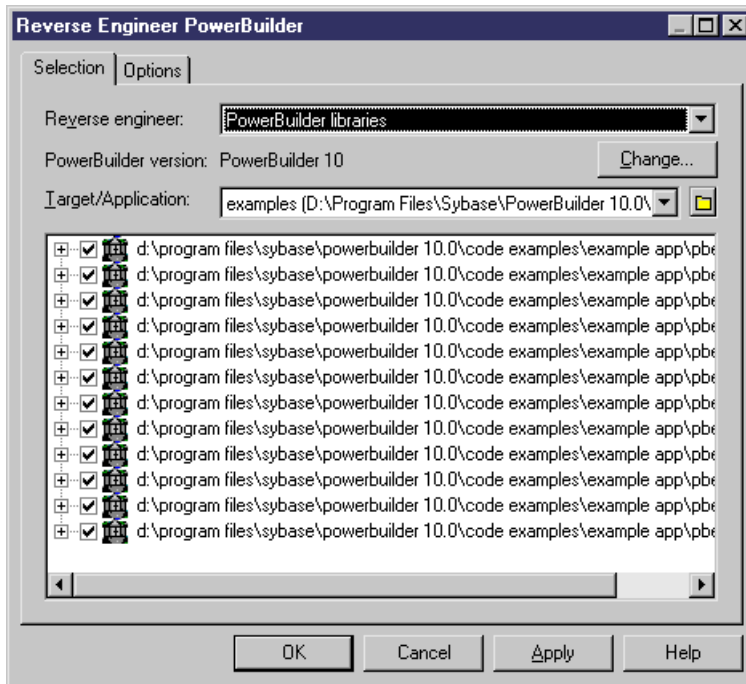 Reverse Engineer PowerBuilder
Selection Options
Reverse engineer: PowerBuilder libraries
PowerBuilder version: PowerBuilder 10 Change...
Target/Application: examples (D:\Program Files\Sybase\PowerBuilder 10.0\
d:\program files\sybase\powerbuilder 10.0\code examples\example app\pbe
d:\program files\sybase\powerbuilder 10.0\code examples\example app\pbe
d:\program files\sybase\powerbuilder 10.0\code examples\example app\pbe
d:\program files\sybase\powerbuilder 10.0\code examples\example app\pbe
d:\program files\sybase\powerbuilder 10.0\code examples\example app\pbe
d:\program files\sybase\powerbuilder 10.0\code examples\example app\pbe
d:\program files\sybase\powerbuilder 10.0\code examples\example app\pbe
d:\program files\sybase\powerbuilder 10.0\code examples\example app\pbe
d:\program files\sybase\powerbuilder 10.0\code examples\example app\pbe
d:\program files\sybase\powerbuilder 10.0\code examples\example app\pbe
d:\program files\sybase\powerbuilder 10.0\code examples\example app\pbe
d:\program files\sybase\powerbuilder 10.0\code examples\example app\pbe
OK Cancel Apply Help